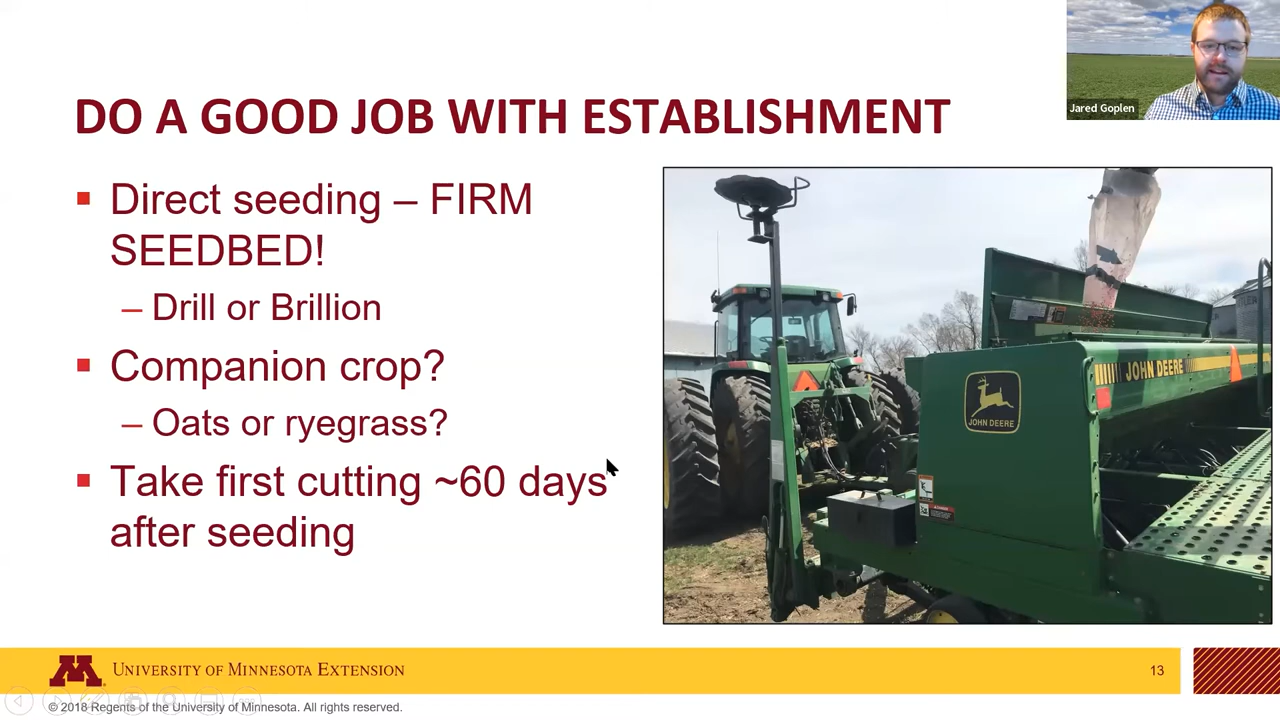 Jared Goplen
DO A GOOD JOB WITH ESTABLISHMENT
▪ Direct seeding – FIRM
SEEDBED!
– Drill or Brillion
▪ Companion crop?
– Oats or ryegrass?
▪ Take first cutting ~60 days
after seeding
JOHN DEERE
JOHN DEERE
UNIVERSITY OF MINNESOTA EXTENSION
13
© 2018 Regents of the University of Minnesota. All rights reserved.